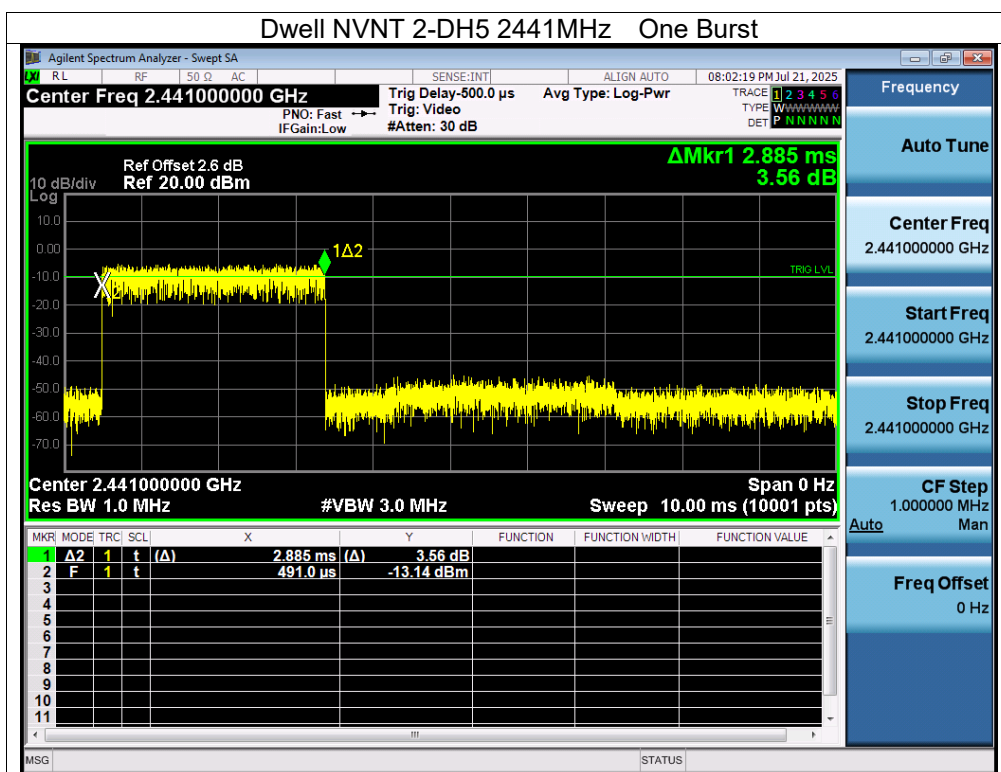 Dwell NVNT 2-DH5 2441MHz One Burst
Agilent Spectrum Analyzer - Swept SA
LXI RL RF 50 Ω AC SENSE:INT ALIGN AUTO 08:02:19 PM Jul 21, 2025
Center Freq 2.441000000 GHz
PNO: Fast
IFGain:Low
Trig Delay-500.0 µs
Trig: Video
#Atten: 30 dB
Avg Type: Log-Pwr
TRACE 1 2 3 4 5 6
TYPE WWWWWWW
DET P N N N N N
Frequency
Auto Tune
Center Freq
2.441000000 GHz
Start Freq
2.441000000 GHz
Stop Freq
2.441000000 GHz
CF Step
1.000000 MHz
Auto Man
Freq Offset
0 Hz
ΔMkr1 2.885 ms
3.56 dB
Ref Offset 2.6 dB
10 dB/div Ref 20.00 dBm
Log
10.0
0.00
-10.0
-20.0
-30.0
-40.0
-50.0
-60.0
-70.0
1Δ2
X2
TRIG LVL
Center 2.441000000 GHz Span 0 Hz
Res BW 1.0 MHz #VBW 3.0 MHz Sweep 10.00 ms (10001 pts)
MKR MODE TRC SCL X Y FUNCTION FUNCTION WIDTH FUNCTION VALUE
1 Δ2 1 t (Δ) 2.885 ms (Δ) 3.56 dB
2 F 1 t 491.0 µs -13.14 dBm
3
4
5
6
7
8
9
10
11
MSG STATUS